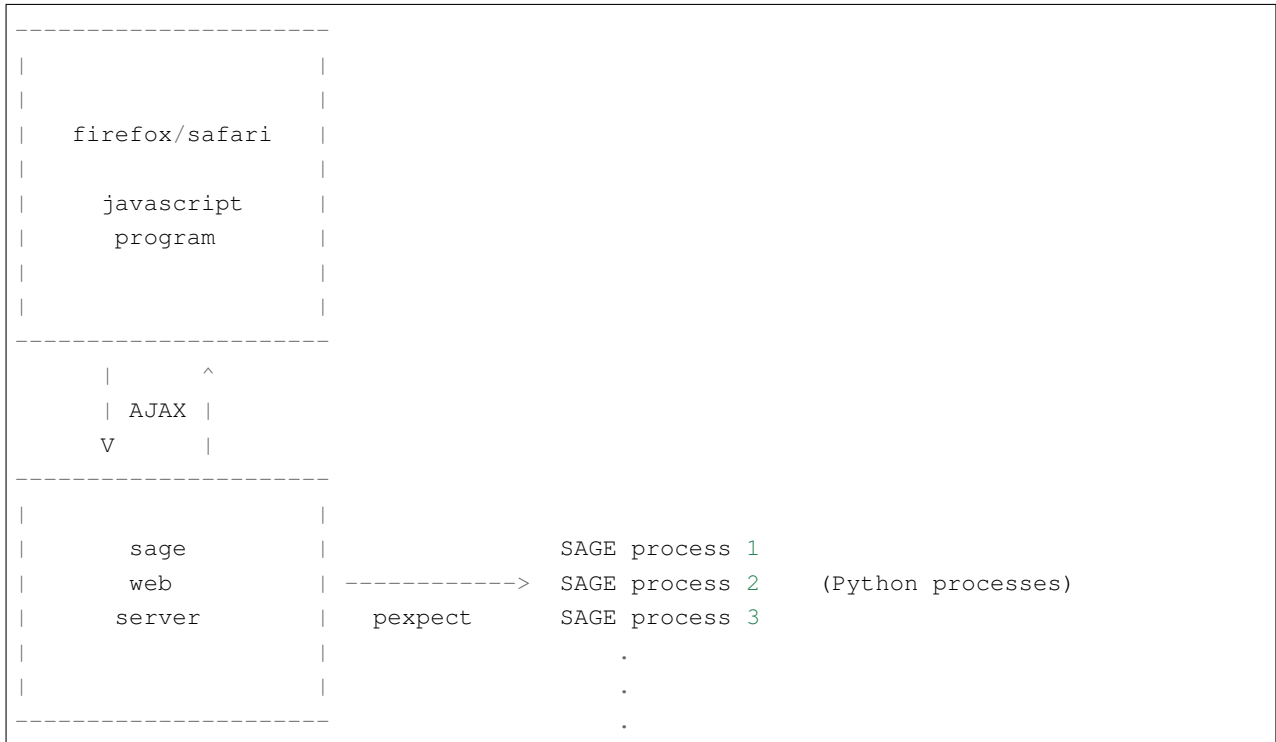 ----------------------
|                    |
|                    |
|   firefox/safari   |
|                    |
|     javascript     |
|      program       |
|                    |
|                    |
----------------------
      |      ^
      | AJAX |
      V      |
----------------------
|                    |
|       sage         |                SAGE process 1
|       web          | ------------>  SAGE process 2    (Python processes)
|      server        |   pexpect      SAGE process 3
|                    |                    .
|                    |                    .
----------------------                    .